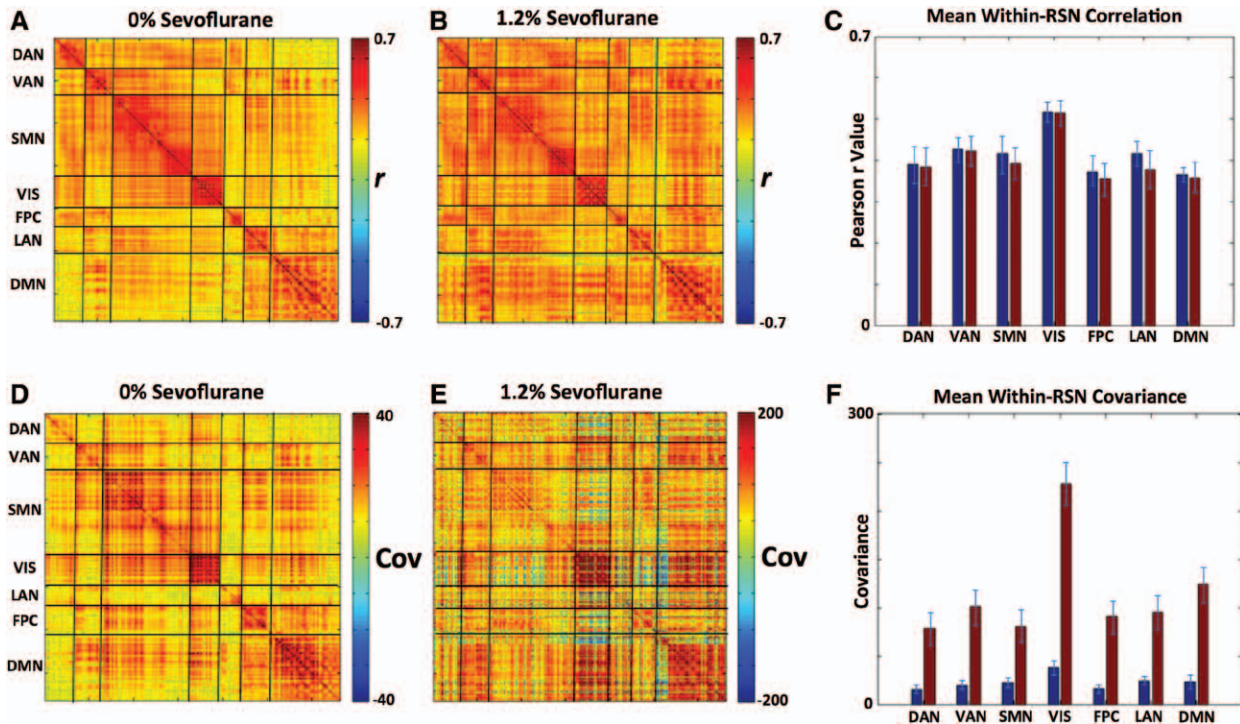 A
0% Sevoflurane
DAN
VAN
SMN
VIS
FPC
LAN
DMN
0.7
r
-0.7
B
1.2% Sevoflurane
0.7
r
-0.7
C
Mean Within-RSN Correlation
0.7
Pearson r Value
0
DAN VAN SMN VIS FPC LAN DMN
D
0% Sevoflurane
DAN
VAN
SMN
VIS
LAN
FPC
DMN
40
Cov
-40
E
1.2% Sevoflurane
200
Cov
-200
F
Mean Within-RSN Covariance
300
Covariance
0
DAN VAN SMN VIS FPC LAN DMN